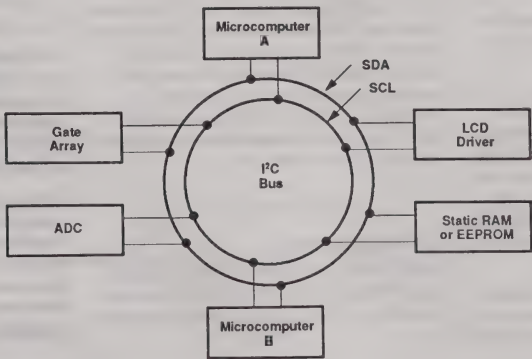 Microcomputer
A
SDA
SCL
Gate
Array
LCD
Driver
I²C
Bus
ADC
Static RAM
or EEPROM
Microcomputer
B